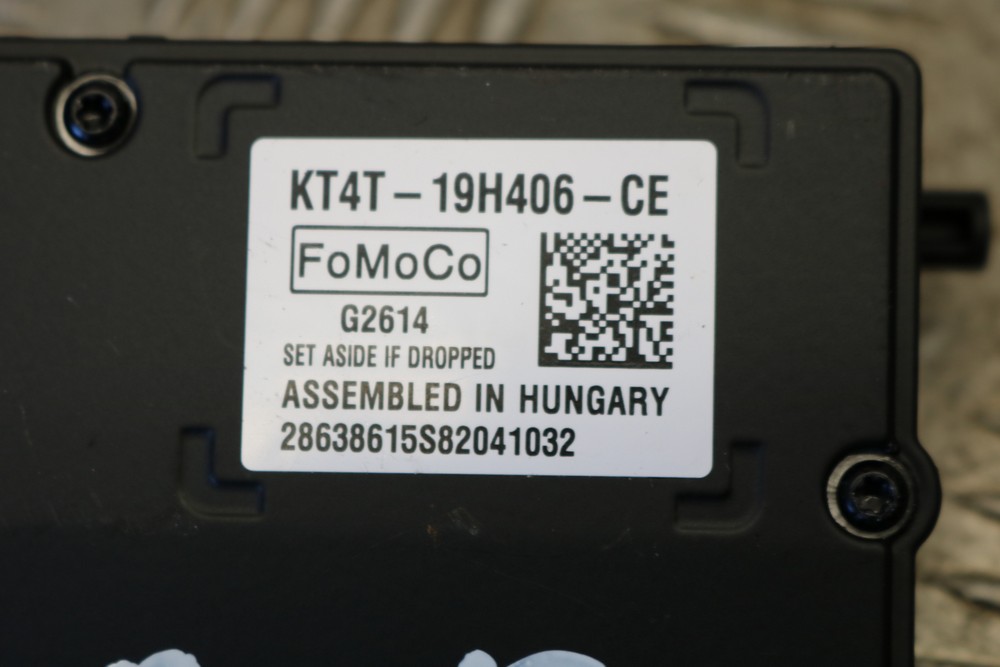 KT4T – 19H406 – CE
FoMoCo
G2614
SET ASIDE IF DROPPED
ASSEMBLED IN HUNGARY
28638615S82041032